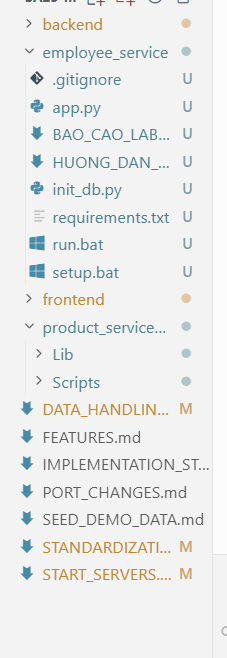 backend
employee_service
.gitignore U
app.py U
BAO_CAO_LAB... U
HUONG_DAN_... U
init_db.py U
requirements.txt U
run.bat U
setup.bat U
frontend
product_service...
Lib
Scripts
DATA_HANDLIN... M
FEATURES.md
IMPLEMENTATION_ST...
PORT_CHANGES.md
SEED_DEMO_DATA.md
STANDARDIZATI... M
START_SERVERS.... M